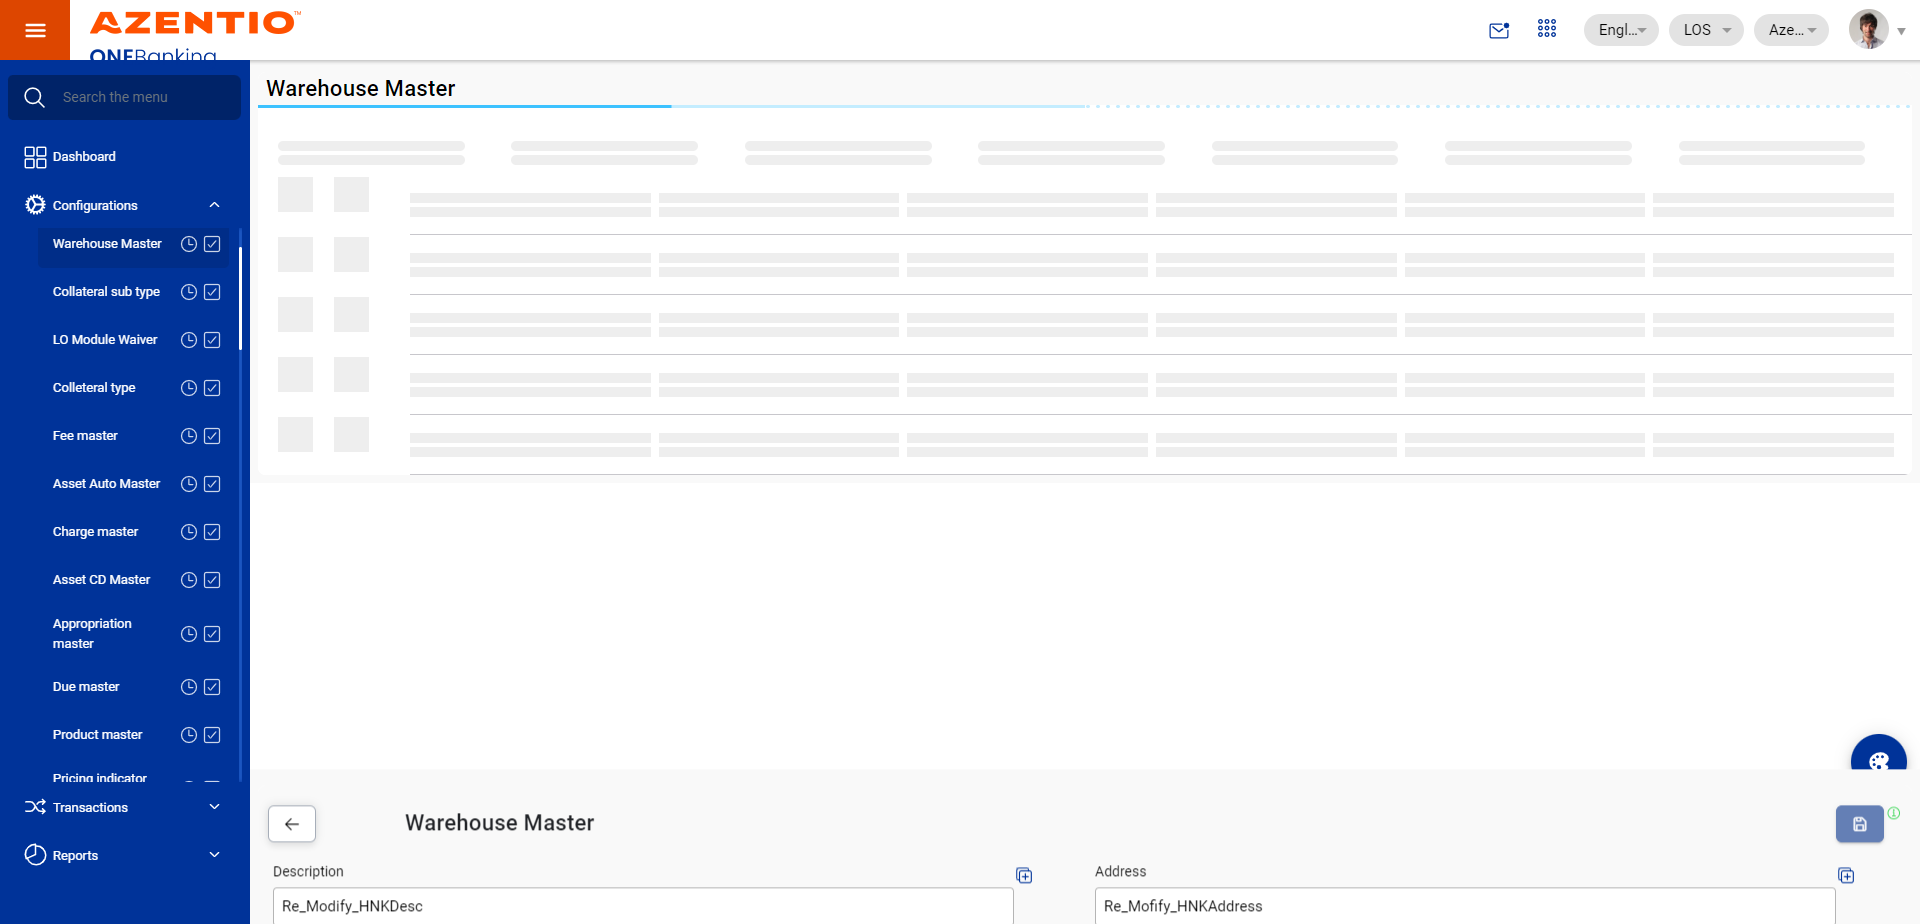 AZENTIO™
ONEBanking
Engl...
LOS
Aze...
Search the menu
Dashboard
Configurations
Warehouse Master
Collateral sub type
LO Module Waiver
Colleteral type
Fee master
Asset Auto Master
Charge master
Asset CD Master
Appropriation
master
Due master
Product master
Pricing indicator
Transactions
Reports
Warehouse Master
Warehouse Master
Description
Address
Re_Modify_HNKDesc
Re_Mofify_HNKAddress